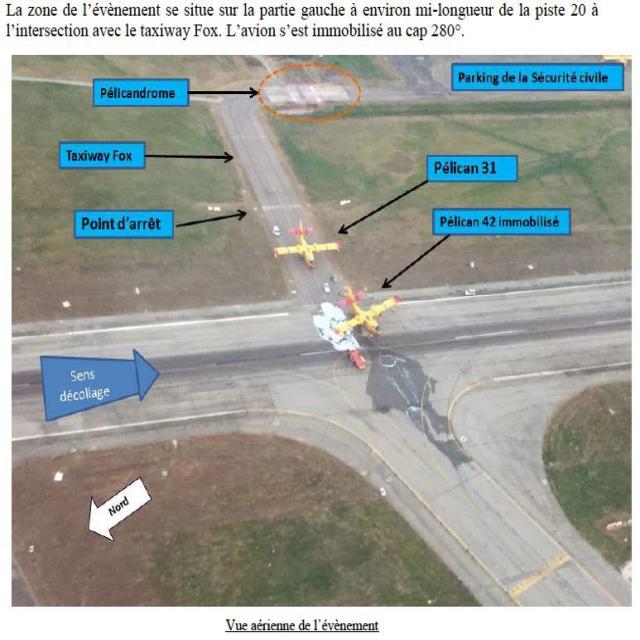 La zone de l'évènement se situe sur la partie gauche à environ mi-longueur de la piste 20 à
l'intersection avec le taxiway Fox. L'avion s'est immobilisé au cap 280°.
Parking de la Sécurité civile
Pélicandrome
Taxiway Fox
Pélican 31
Point d'arrêt
Pélican 42 immobilisé
Sens
décollage
Nord
Vue aérienne de l'évènement